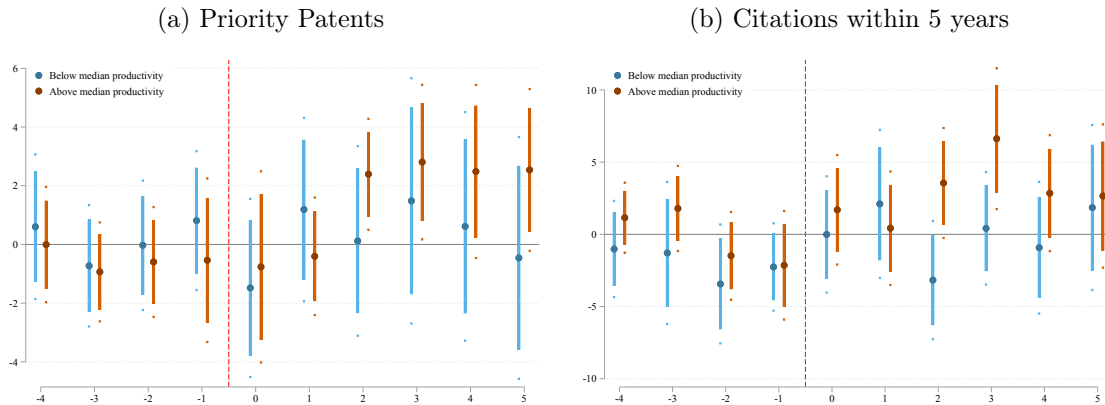 (a) Priority Patents
6
4
2
0
-2
-4
-4 -3 -2 -1 0 1 2 3 4 5
Below median productivity
Above median productivity
(b) Citations within 5 years
10
5
0
-5
-10
-4 -3 -2 -1 0 1 2 3 4 5
Below median productivity
Above median productivity